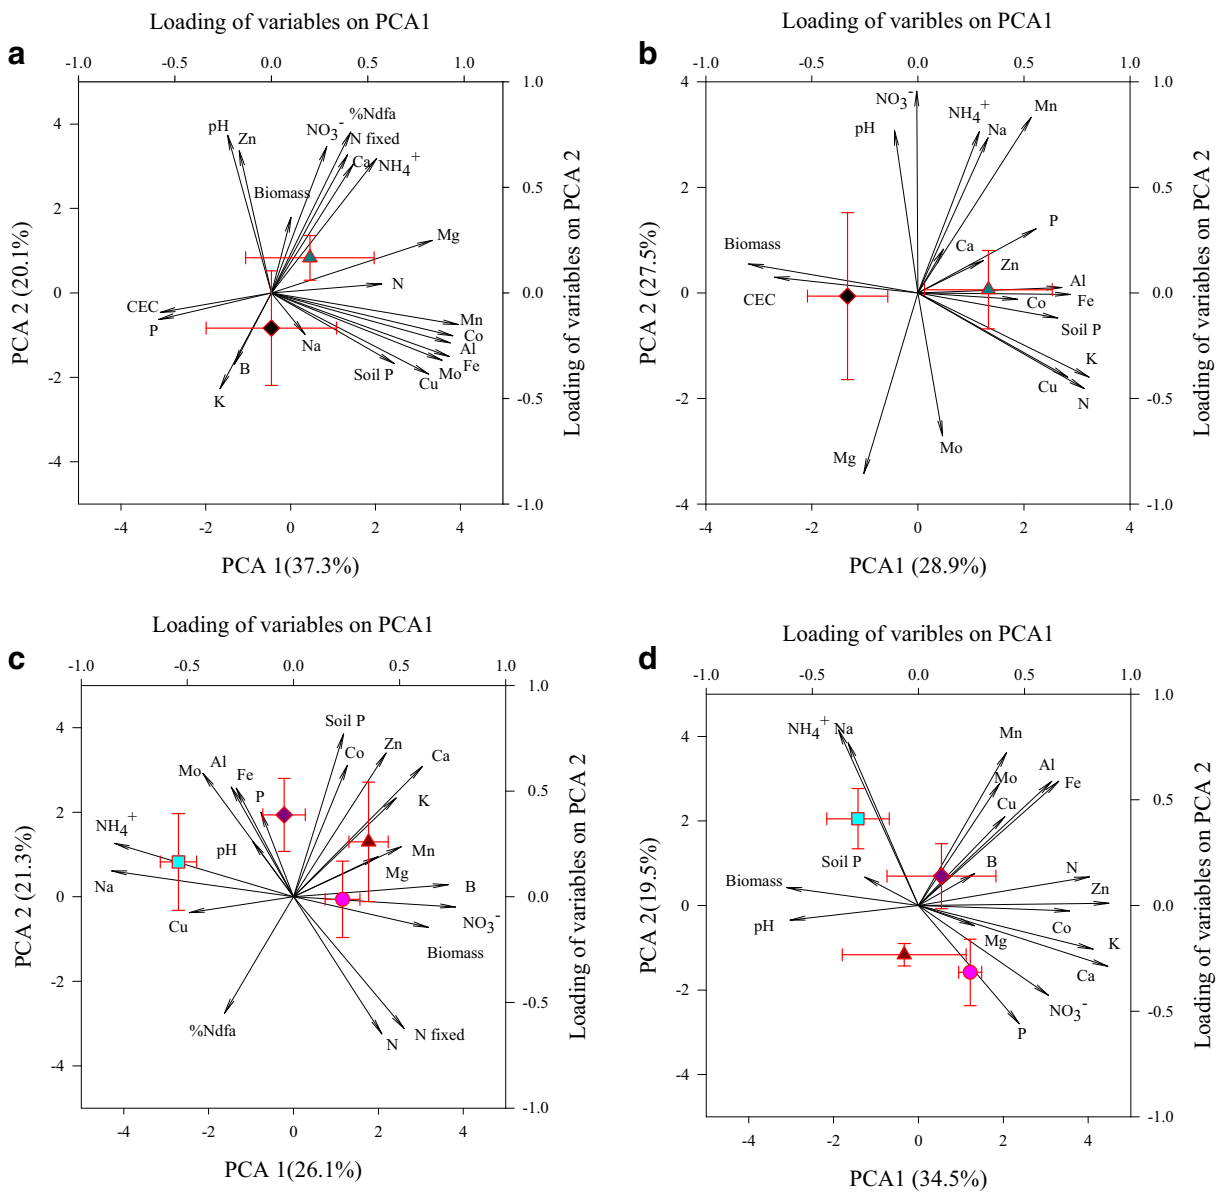 Loading of variables on PCA1
a
-1.0 -0.5 0.0 0.5 1.0
4
2
0
-2
-4
PCA 2 (20.1%)
1.0
0.5
0.0
-0.5
-1.0
Loading of variables on PCA 2
pH
Zn
NO3-
%Ndfa
N fixed
Ca
NH4+
Biomass
Mg
N
CEC
P
Mn
Co
Al
Fe
Mo
Cu
Soil P
Na
B
K
-4 -2 0 2 4
PCA 1(37.3%)
Loading of varibles on PCA1
b
-1.0 -0.5 0.0 0.5 1.0
4
2
0
-2
-4
PCA 2 (27.5%)
1.0
0.5
0.0
-0.5
-1.0
Loading of variables on PCA 2
NO3-
pH
NH4+
Na
Mn
P
Ca
Zn
Biomass
CEC
Al
Fe
Co
Soil P
K
Cu
N
Mo
Mg
-4 -2 0 2 4
PCA1 (28.9%)
Loading of variables on PCA1
c
-1.0 -0.5 0.0 0.5 1.0
4
2
0
-2
-4
PCA 2 (21.3%)
1.0
0.5
0.0
-0.5
-1.0
Loading of variables on PCA 2
Soil P
Zn
Co
Ca
Al
Mo
Fe
P
K
NH4+
pH
Mn
Mg
Na
B
Cu
NO3-
Biomass
%Ndfa
N fixed
N
-4 -2 0 2 4
PCA 1(26.1%)
Loading of varibles on PCA1
d
-1.0 -0.5 0.0 0.5 1.0
4
2
0
-2
-4
PCA 2(19.5%)
1.0
0.5
0.0
-0.5
-1.0
Loading of variables on PCA 2
NH4+ Na
Mn
Al
Mo
Fe
Cu
Soil P
B
N
Biomass
Zn
pH
Co
Mg
K
Ca
NO3-
P
-4 -2 0 2 4
PCA1 (34.5%)